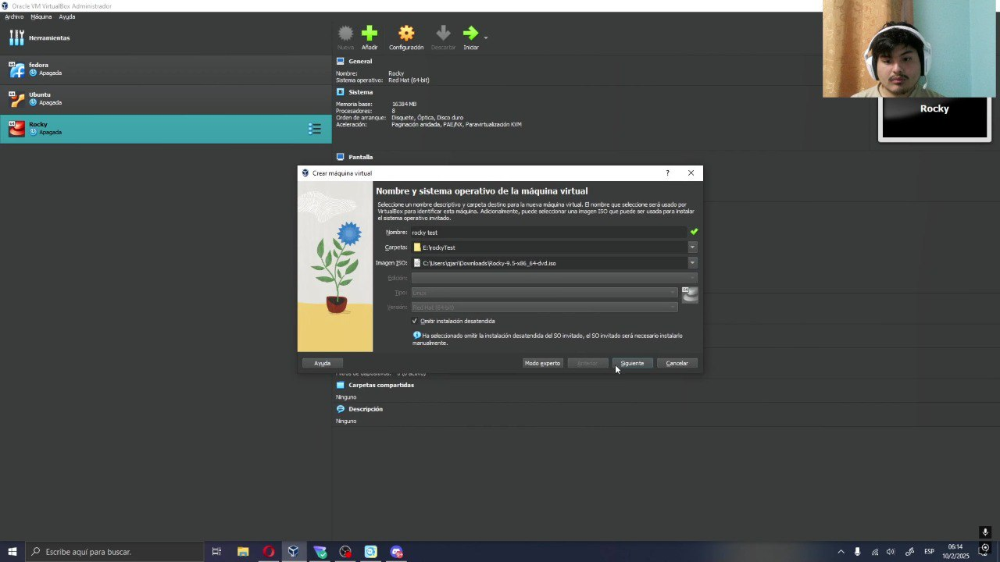 Oracle VM VirtualBox Administrador
Archivo Máquina Ayuda
Herramientas
Nueva Añadir Configuración Descartar Iniciar
64 fedora
Apagada
64 Ubuntu
Apagada
64 Rocky
Apagada
General
Nombre: Rocky
Sistema operativo: Red Hat (64-bit)
Sistema
Memoria base: 16384 MB
Procesadores: 8
Orden de arranque: Disquete, Óptica, Disco duro
Aceleración: Paginación anidada, PAE/NX, Paravirtualización KVM
Rocky
Pantalla
Crear máquina virtual ?
Nombre y sistema operativo de la máquina virtual
Seleccione un nombre descriptivo y carpeta destino para la nueva máquina virtual. El nombre que seleccione será usado por
VirtualBox para identificar esta máquina. Adicionalmente, puede seleccionar una imagen ISO que puede ser usada para instalar
el sistema operativo invitado.
Nombre: rocky test
Carpeta: E:\rockyTest
Imagen ISO: C:\Users\qjari\Downloads\Rocky-9.5-x86_64-dvd.iso
Edición:
Tipo: Linux
64
Versión: Red Hat (64-bit)
Omitir instalación desatendida
Ha seleccionado omitir la instalación desatendida del SO invitado, el SO invitado será necesario instalarlo
manualmente.
Ayuda Modo experto Anterior Siguiente Cancelar
Carpetas compartidas
Ninguno
Descripción
Ninguno
Escribe aquí para buscar.
ESP
06:14
10/2/2025